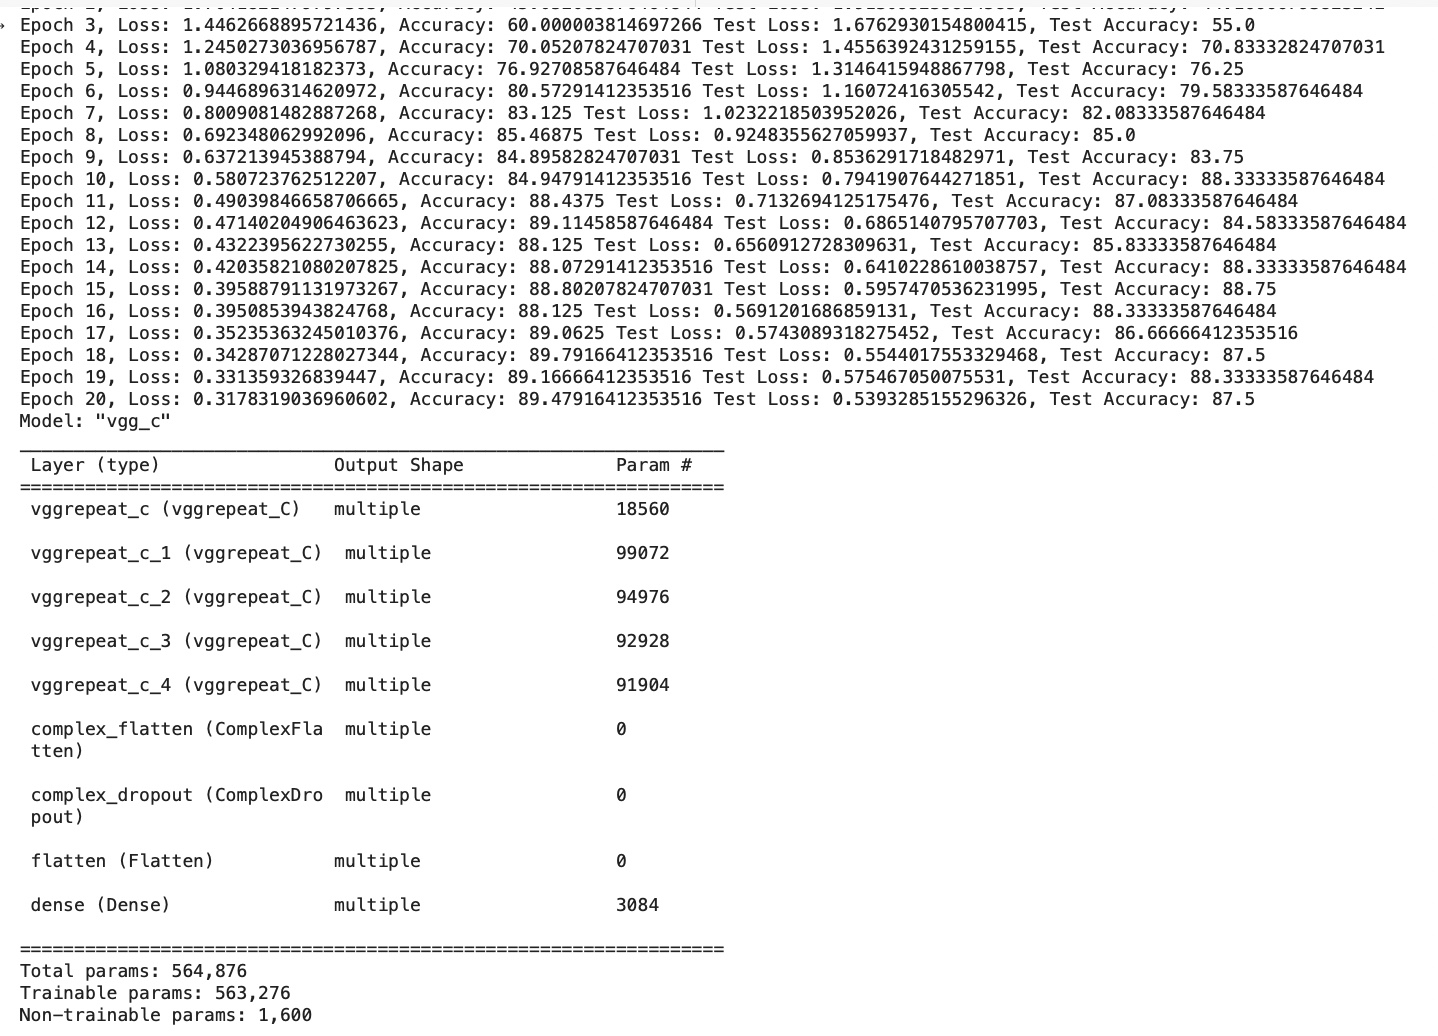 Epoch 3, Loss: 1.4462668895721436, Accuracy: 60.000003814697266 Test Loss: 1.6762930154800415, Test Accuracy: 55.0
Epoch 4, Loss: 1.2450273036956787, Accuracy: 70.05207824707031 Test Loss: 1.4556392431259155, Test Accuracy: 70.83332824707031
Epoch 5, Loss: 1.080329418182373, Accuracy: 76.92708587646484 Test Loss: 1.3146415948867798, Test Accuracy: 76.25
Epoch 6, Loss: 0.9446896314620972, Accuracy: 80.57291412353516 Test Loss: 1.16072416305542, Test Accuracy: 79.58333587646484
Epoch 7, Loss: 0.8009081482887268, Accuracy: 83.125 Test Loss: 1.0232218503952026, Test Accuracy: 82.08333587646484
Epoch 8, Loss: 0.692348062992096, Accuracy: 85.46875 Test Loss: 0.9248355627059937, Test Accuracy: 85.0
Epoch 9, Loss: 0.637213945388794, Accuracy: 84.89582824707031 Test Loss: 0.8536291718482971, Test Accuracy: 83.75
Epoch 10, Loss: 0.580723762512207, Accuracy: 84.94791412353516 Test Loss: 0.7941907644271851, Test Accuracy: 88.33333587646484
Epoch 11, Loss: 0.49039846658706665, Accuracy: 88.4375 Test Loss: 0.7132694125175476, Test Accuracy: 87.08333587646484
Epoch 12, Loss: 0.47140204906463623, Accuracy: 89.11458587646484 Test Loss: 0.6865140795707703, Test Accuracy: 84.58333587646484
Epoch 13, Loss: 0.4322395622730255, Accuracy: 88.125 Test Loss: 0.6560912728309631, Test Accuracy: 85.83333587646484
Epoch 14, Loss: 0.42035821080207825, Accuracy: 88.07291412353516 Test Loss: 0.6410228610038757, Test Accuracy: 88.33333587646484
Epoch 15, Loss: 0.39588791131973267, Accuracy: 88.80207824707031 Test Loss: 0.5957470536231995, Test Accuracy: 88.75
Epoch 16, Loss: 0.3950853943824768, Accuracy: 88.125 Test Loss: 0.5691201686859131, Test Accuracy: 88.33333587646484
Epoch 17, Loss: 0.35235363245010376, Accuracy: 89.0625 Test Loss: 0.5743089318275452, Test Accuracy: 86.66666412353516
Epoch 18, Loss: 0.34287071228027344, Accuracy: 89.79166412353516 Test Loss: 0.5544017553329468, Test Accuracy: 87.5
Epoch 19, Loss: 0.331359326839447, Accuracy: 89.16666412353516 Test Loss: 0.575467050075531, Test Accuracy: 88.33333587646484
Epoch 20, Loss: 0.3178319036960602, Accuracy: 89.47916412353516 Test Loss: 0.5393285155296326, Test Accuracy: 87.5
Model: "vgg_c"
Layer (type) Output Shape Param #
vggrepeat_c (vggrepeat_C) multiple 18560
vggrepeat_c_1 (vggrepeat_C) multiple 99072
vggrepeat_c_2 (vggrepeat_C) multiple 94976
vggrepeat_c_3 (vggrepeat_C) multiple 92928
vggrepeat_c_4 (vggrepeat_C) multiple 91904
complex_flatten (ComplexFla multiple 0
tten)
complex_dropout (ComplexDro multiple 0
pout)
flatten (Flatten) multiple 0
dense (Dense) multiple 3084
Total params: 564,876
Trainable params: 563,276
Non-trainable params: 1,600